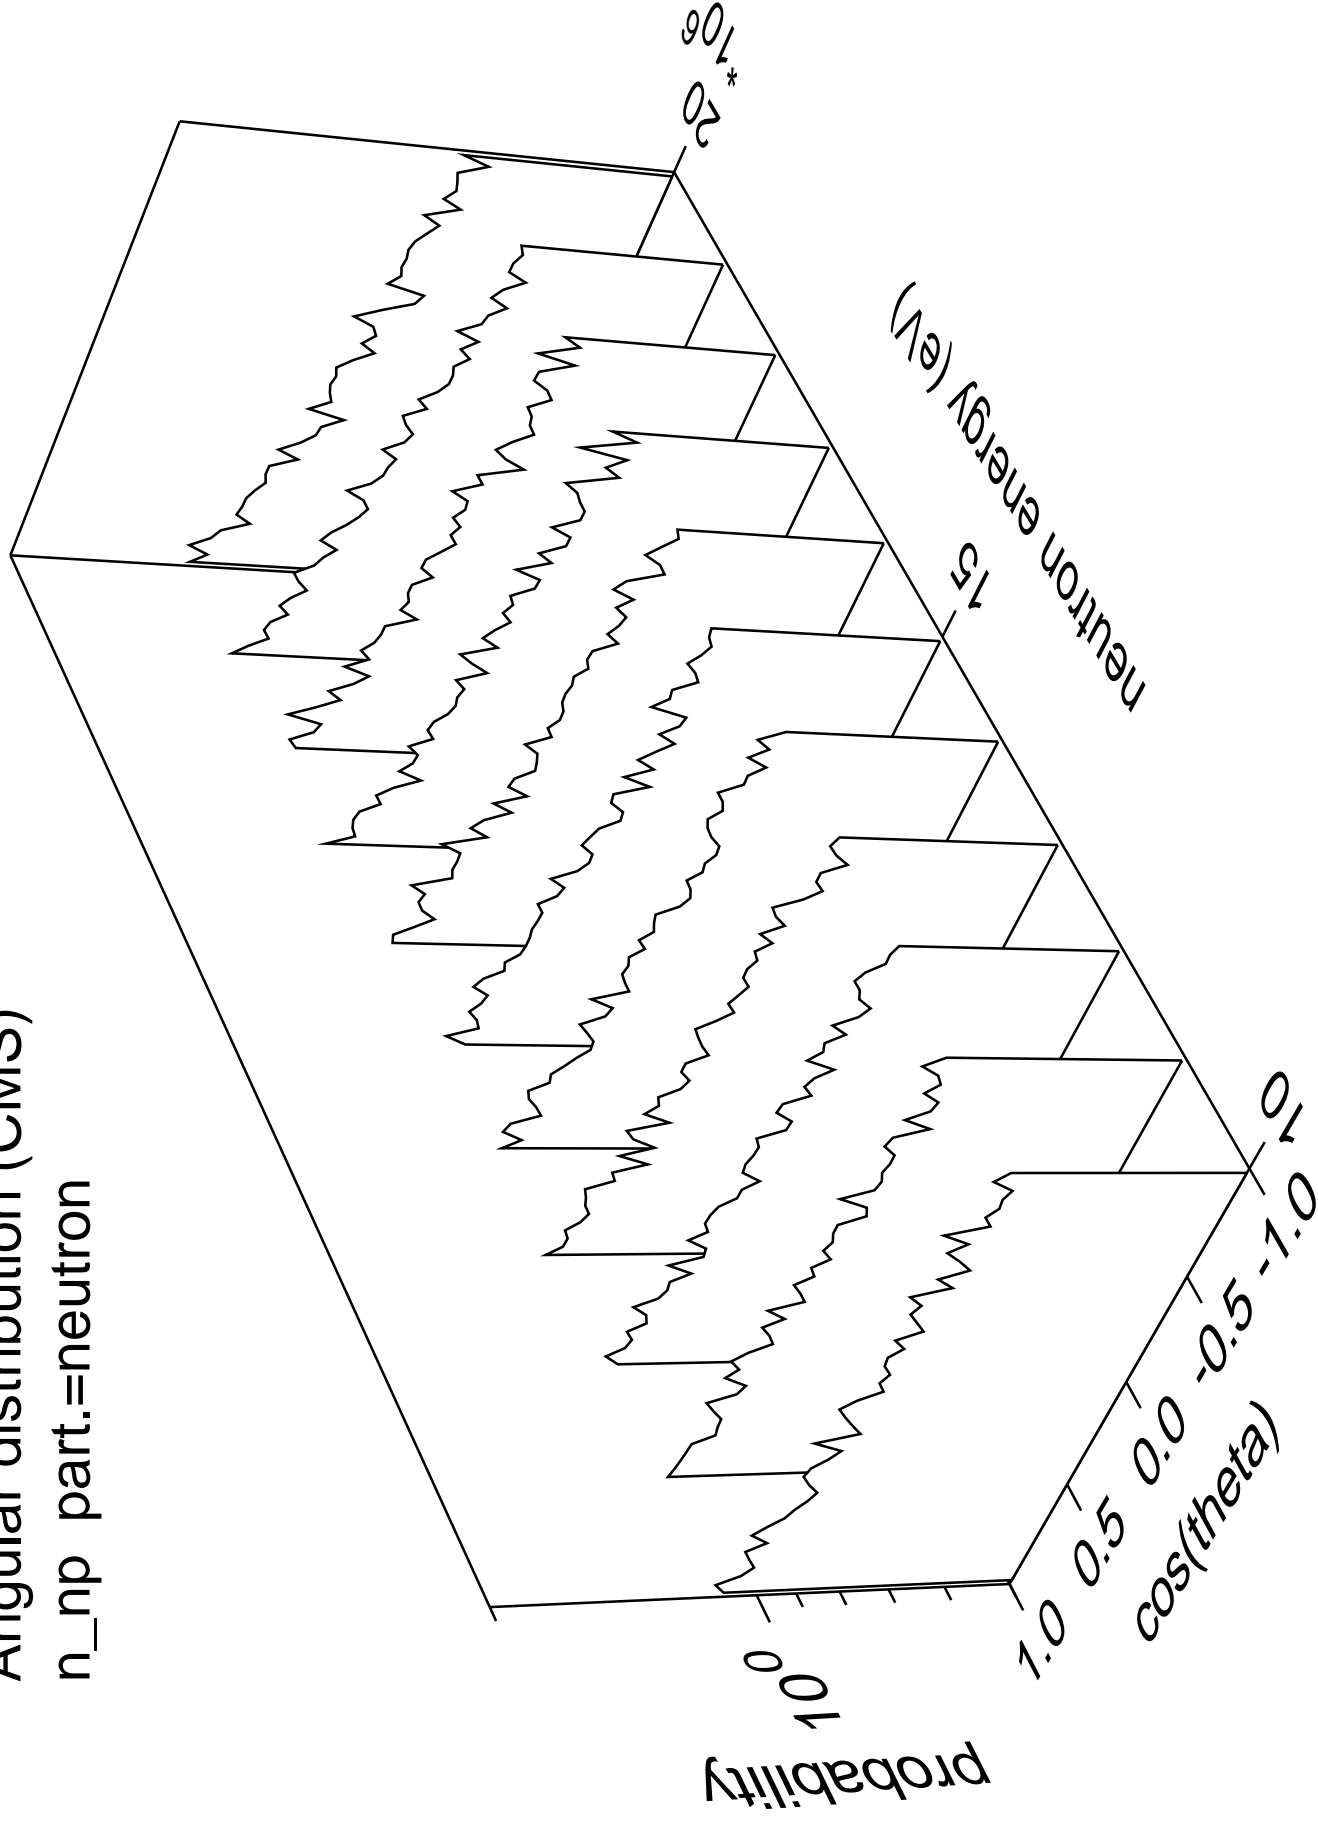 Angular distribution (CMS)
n_np part.=neutron
probability
10^0
1.0
0.5
0.0
-0.5
-1.0
cos(theta)
10
15
20
*10^6
neutron energy (eV)